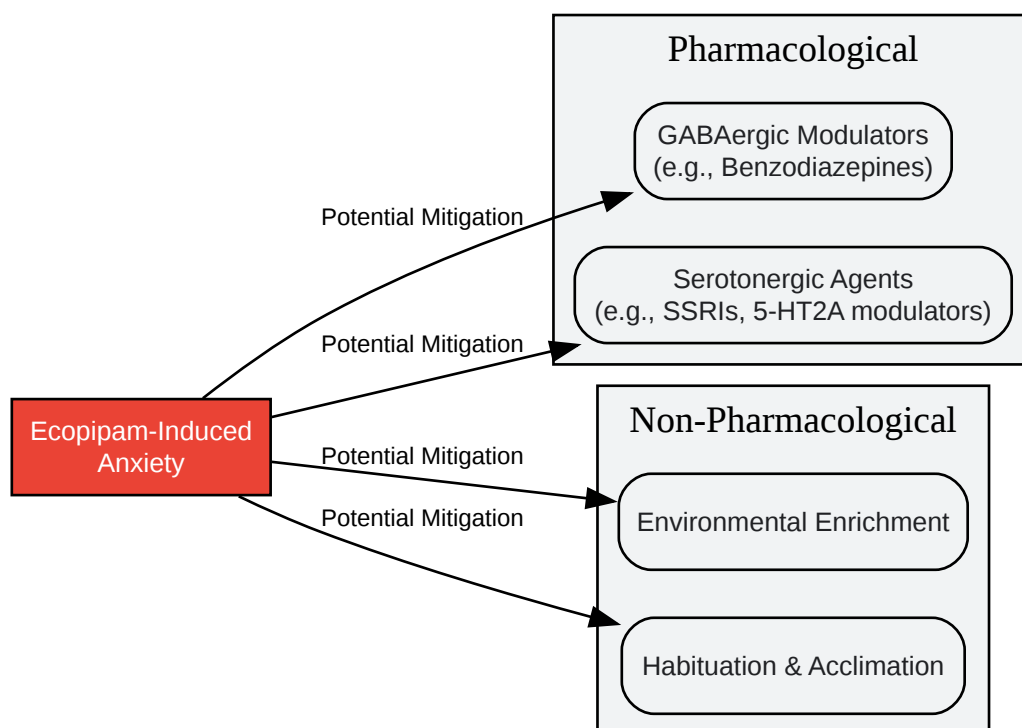 Pharmacological
GABAergic Modulators
(e.g., Benzodiazepines)
Potential Mitigation
Serotonergic Agents
(e.g., SSRIs, 5-HT2A modulators)
Potential Mitigation
Ecopipam-Induced
Anxiety
Non-Pharmacological
Potential Mitigation
Environmental Enrichment
Potential Mitigation
Habituation & Acclimation